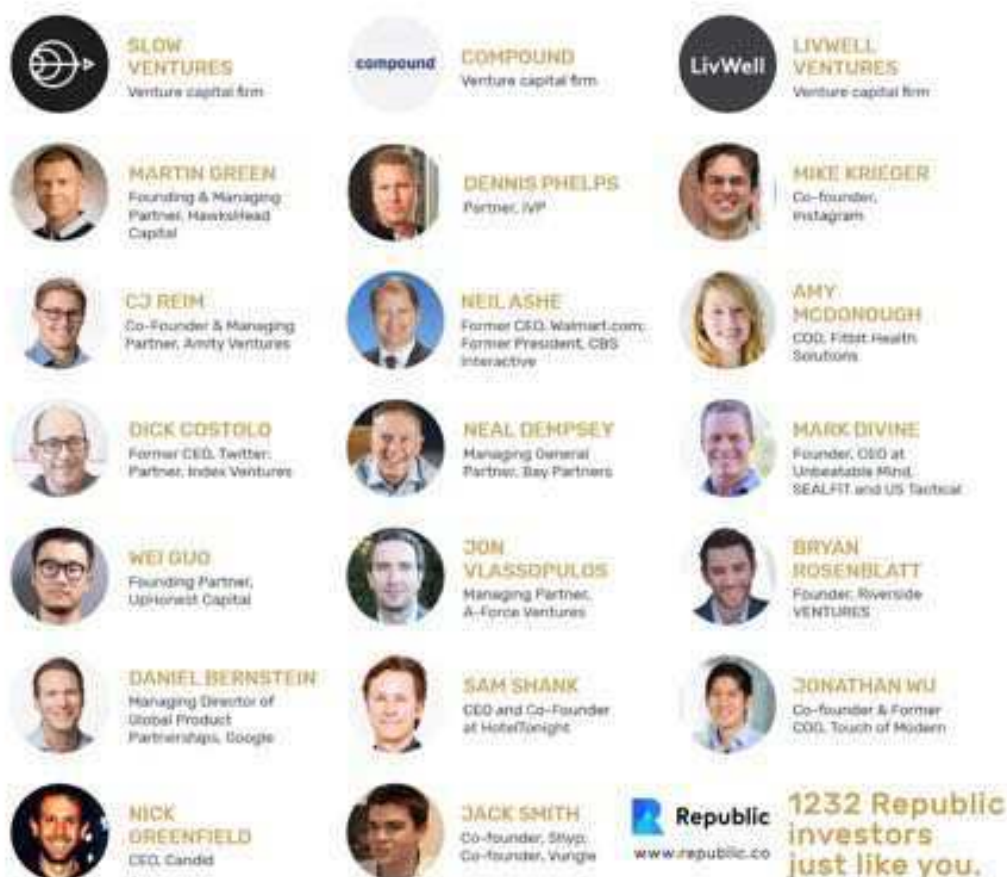 SLOW
VENTURES
Venture capital firm
compound
COMPOUND
Venture capital firm
LivWell
LIVWELL
VENTURES
Venture capital firm
MARTIN GREEN
Founding & Managing
Partner, HawksHead
Capital
DENNIS PHELPS
Partner, IVP
MIKE KRIEGER
Co-founder,
Instagram
CJ REIM
Co-Founder & Managing
Partner, Amity Ventures
NEIL ASHE
Former CEO, Walmart.com;
Former President, CBS
Interactive
AMY
MCDONOUGH
COO, Fitbit Health
Solutions
DICK COSTOLO
Former CEO, Twitter;
Partner, Index Ventures
NEAL DEMPSEY
Managing General
Partner, Bay Partners
MARK DIVINE
Founder, CEO at
Unbeatable Mind,
SEALFIT and US Tactical
WEI GUO
Founding Partner,
UpHonest Capital
JON
VLASSOPULOS
Managing Partner,
A-Force Ventures
BRYAN
ROSENBLATT
Founder, Riverside
VENTURES
DANIEL BERNSTEIN
Managing Director of
Global Product
Partnerships, Google
SAM SHANK
CEO and Co-Founder
at HotelTonight
JONATHAN WU
Co-founder & Former
COO, Touch of Modern
NICK
GREENFIELD
CEO, Candid
JACK SMITH
Co-founder, Shyp;
Co-founder, Vungle
Republic
www.republic.co
1232 Republic
investors
just like you.